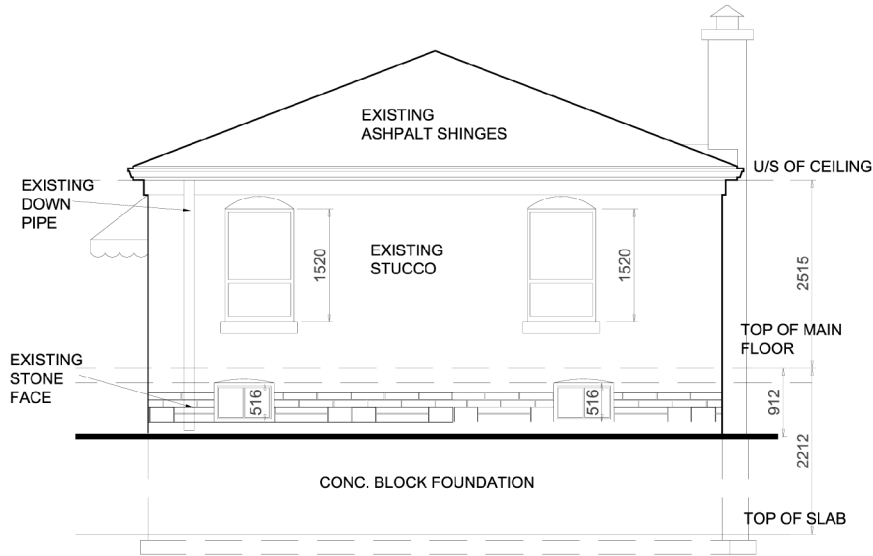 EXISTING
ASHPALT SHINGES
U/S OF CEILING
EXISTING
DOWN
PIPE
EXISTING
STUCCO
1520
1520
2515
TOP OF MAIN
FLOOR
EXISTING
STONE
FACE
516
516
912
2212
CONC. BLOCK FOUNDATION
TOP OF SLAB